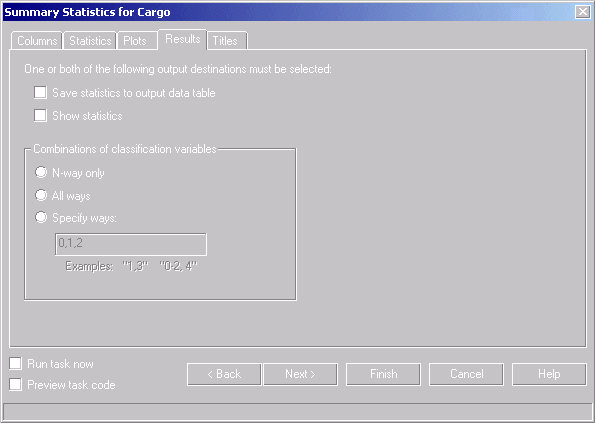 Summary Statistics for Cargo
Columns Statistics Plots Results Titles
One or both of the following output destinations must be selected:
Save statistics to output data table
Show statistics
Combinations of classification variables
N-way only
All ways
Specify ways:
0,1,2
Examples: "1,3" "0-2, 4"
Run task now
Preview task code
< Back Next > Finish Cancel Help